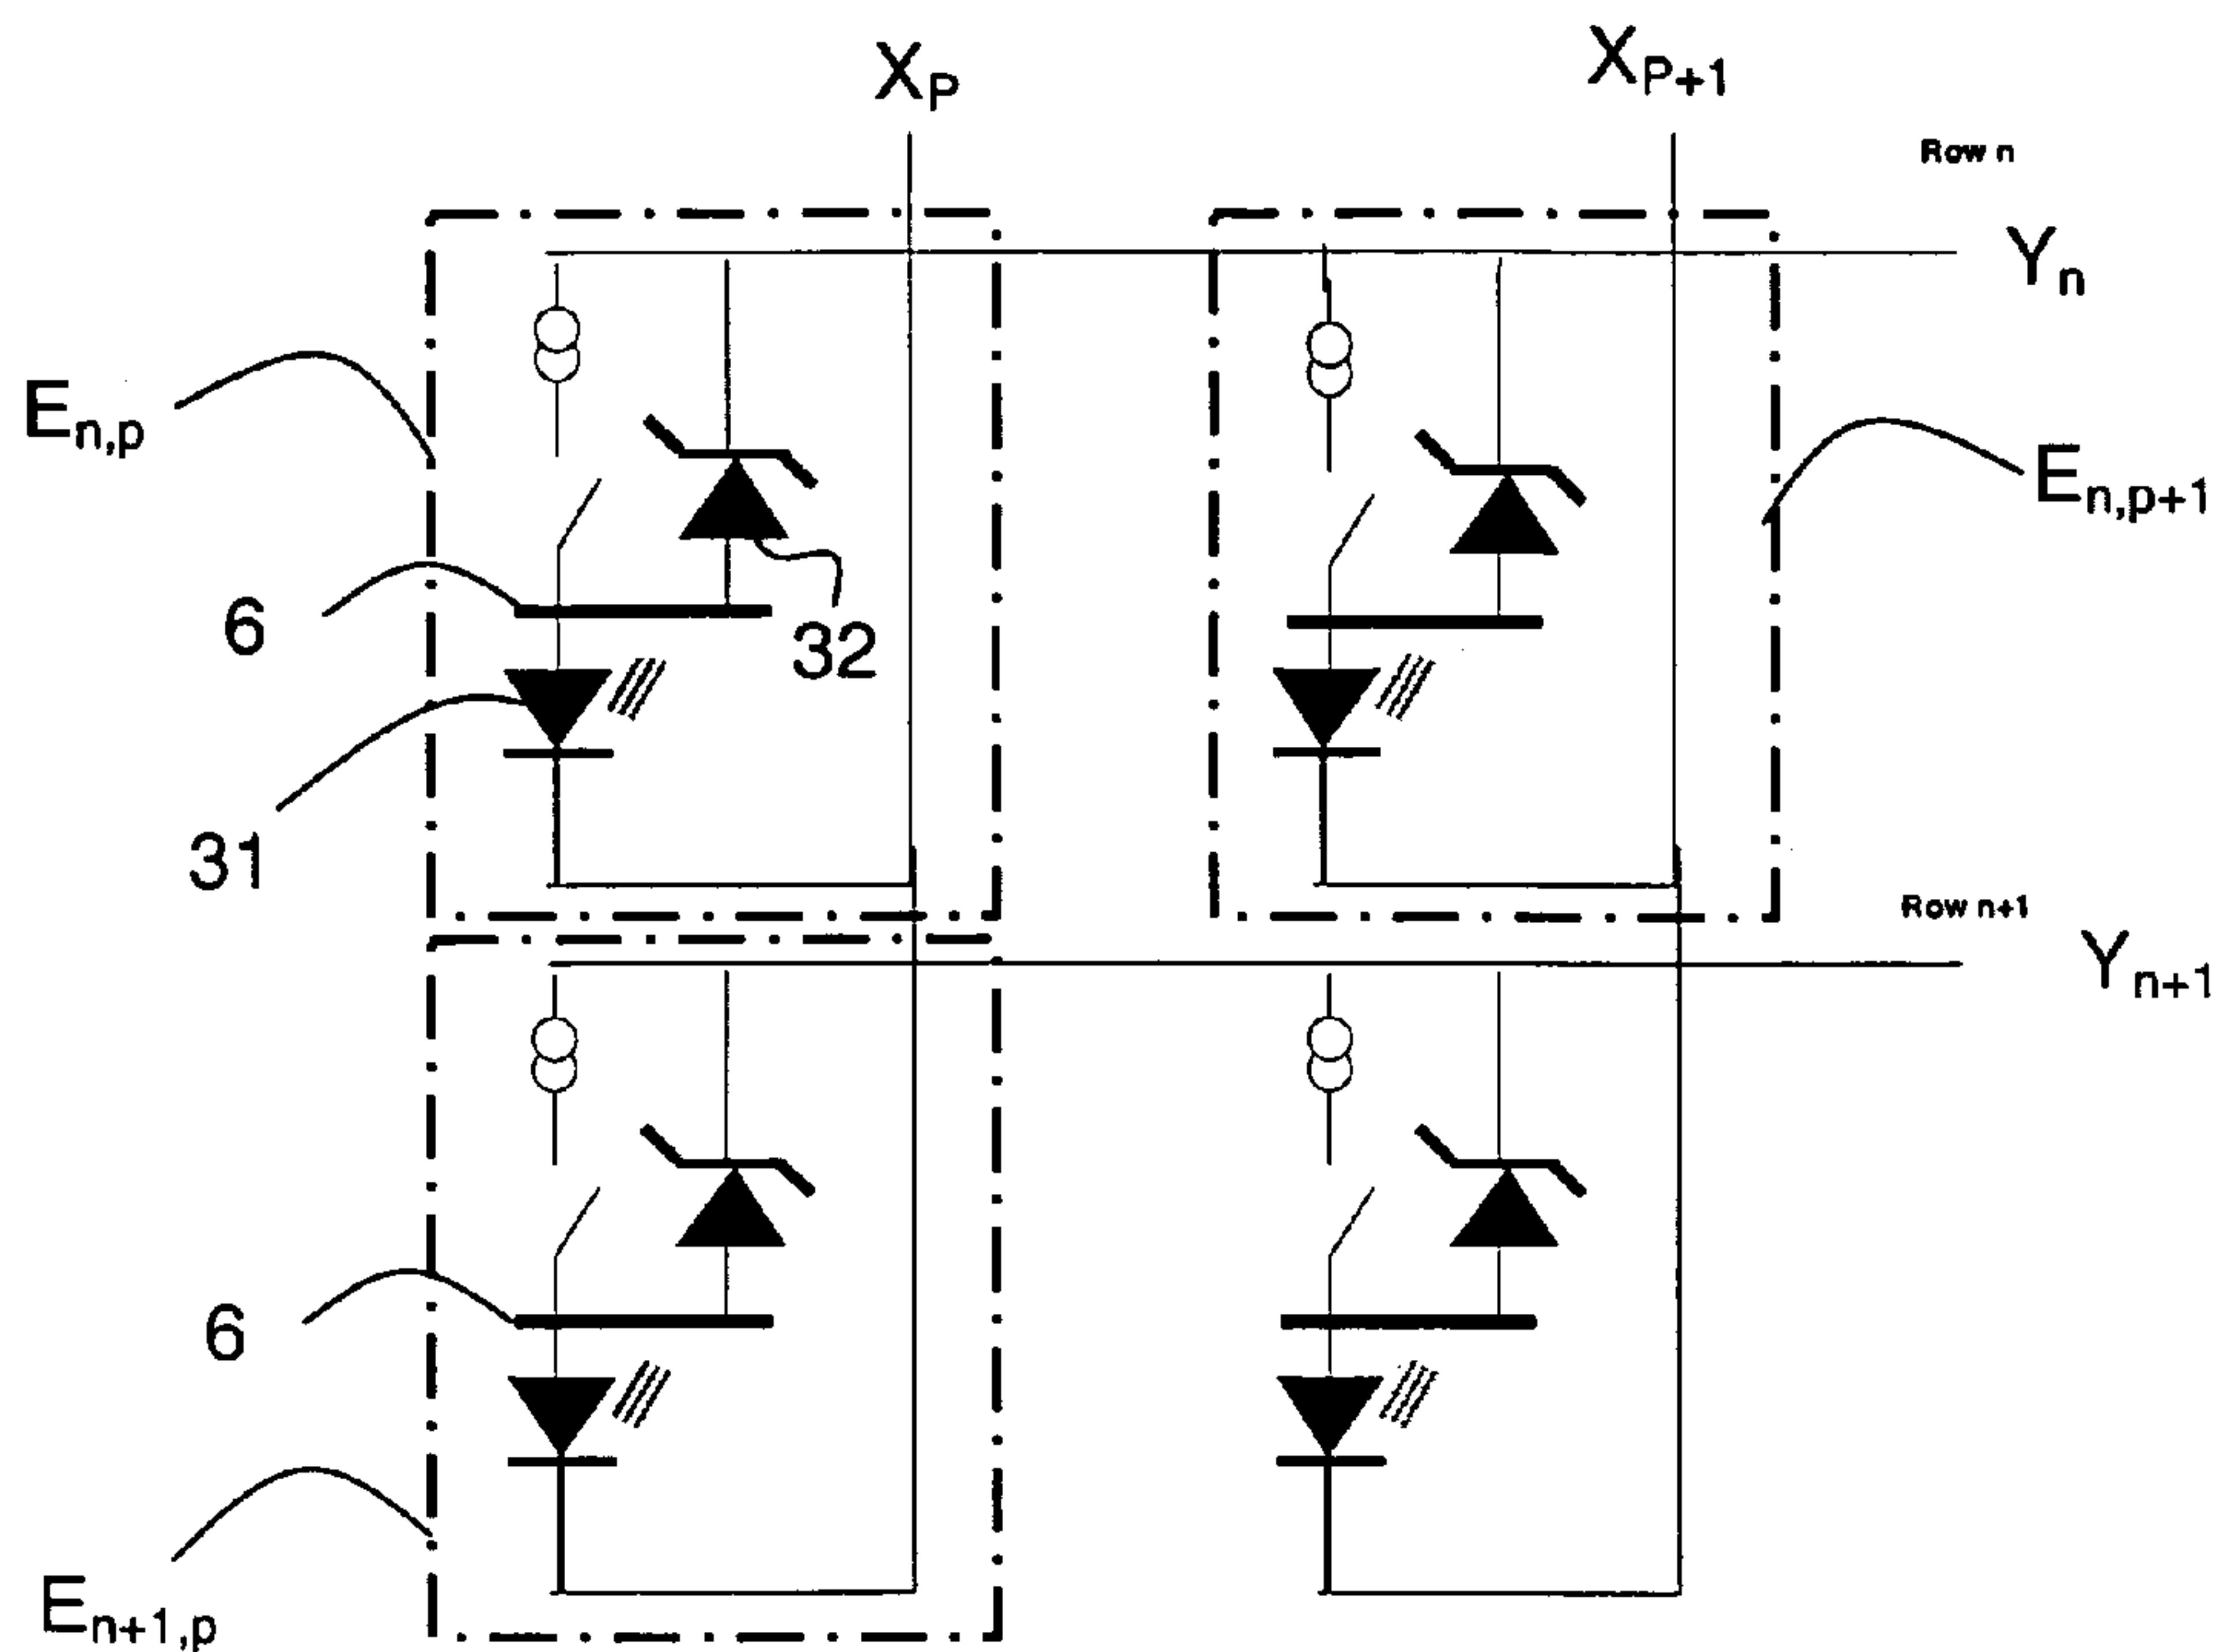 X_P
X_P+1
Row n
Y_n
E_n,p
E_n,p+1
6
32
31
Row n+1
Y_n+1
6
E_n+1,p